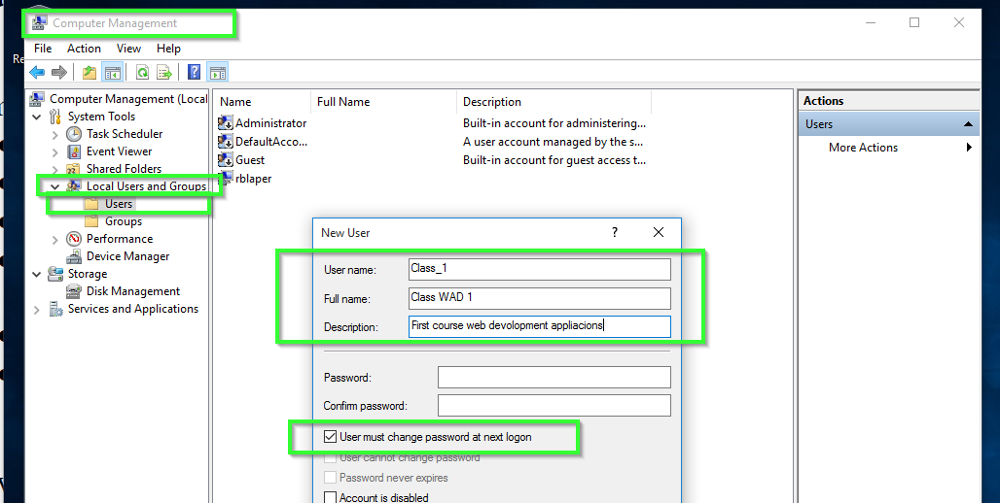 Computer Management
File Action View Help
Re
Computer Management (Local
System Tools
Task Scheduler
Event Viewer
Shared Folders
Local Users and Groups
Users
Groups
Performance
Device Manager
Storage
Disk Management
Services and Applications
Name Full Name Description
Administrator Built-in account for administering...
DefaultAcco... A user account managed by the s...
Guest Built-in account for guest access t...
rblaper
Actions
Users
More Actions
New User
User name: Class_1
Full name: Class WAD 1
Description: First course web devolopment appliacions
Password:
Confirm password:
User must change password at next logon
User cannot change password
Password never expires
Account is disabled